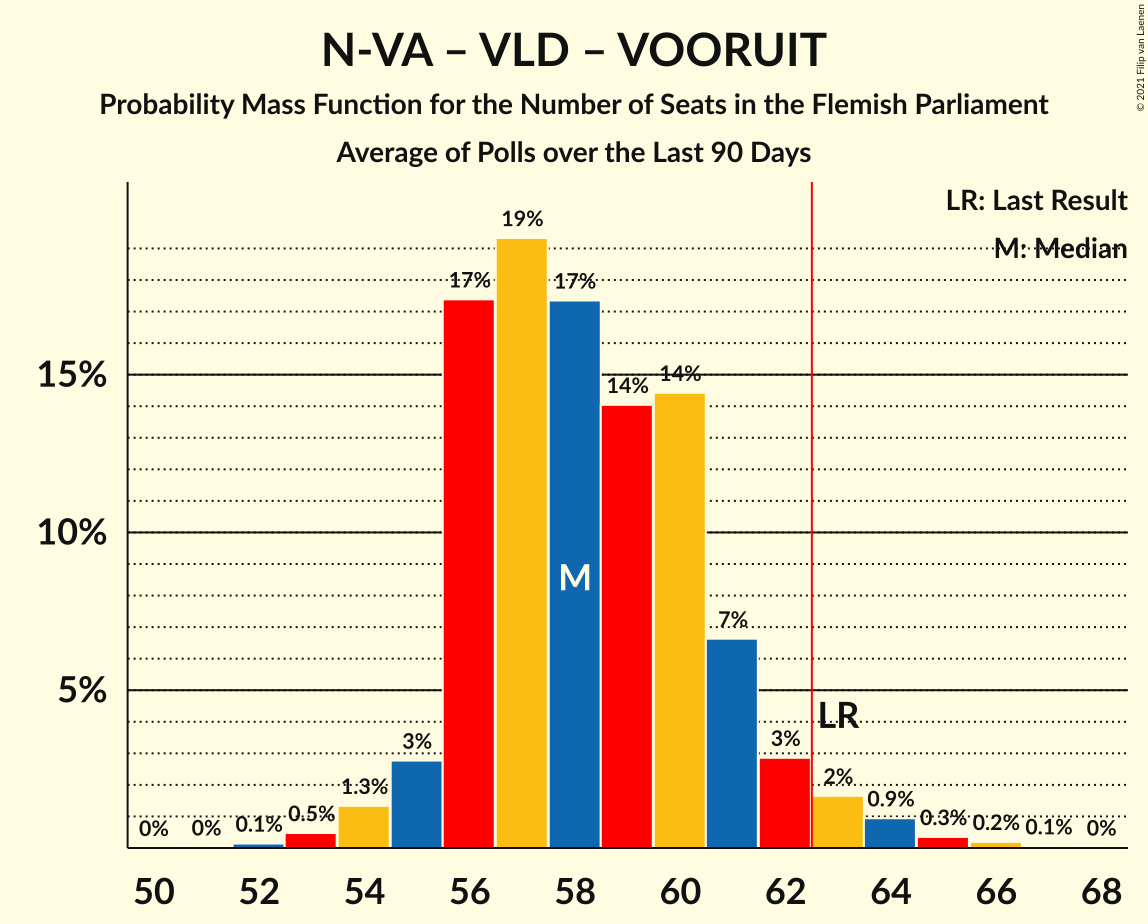 N-VA – VLD – VOORUIT
Probability Mass Function for the Number of Seats in the Flemish Parliament
Average of Polls over the Last 90 Days
© 2021 Filip van Laenen
LR: Last Result
M: Median
15%
10%
5%
0%
0%
0.1%
0.5%
1.3%
3%
17%
19%
17%
14%
14%
7%
3%
2%
0.9%
0.3%
0.2%
0.1%
0%
M
LR
50 52 54 56 58 60 62 64 66 68